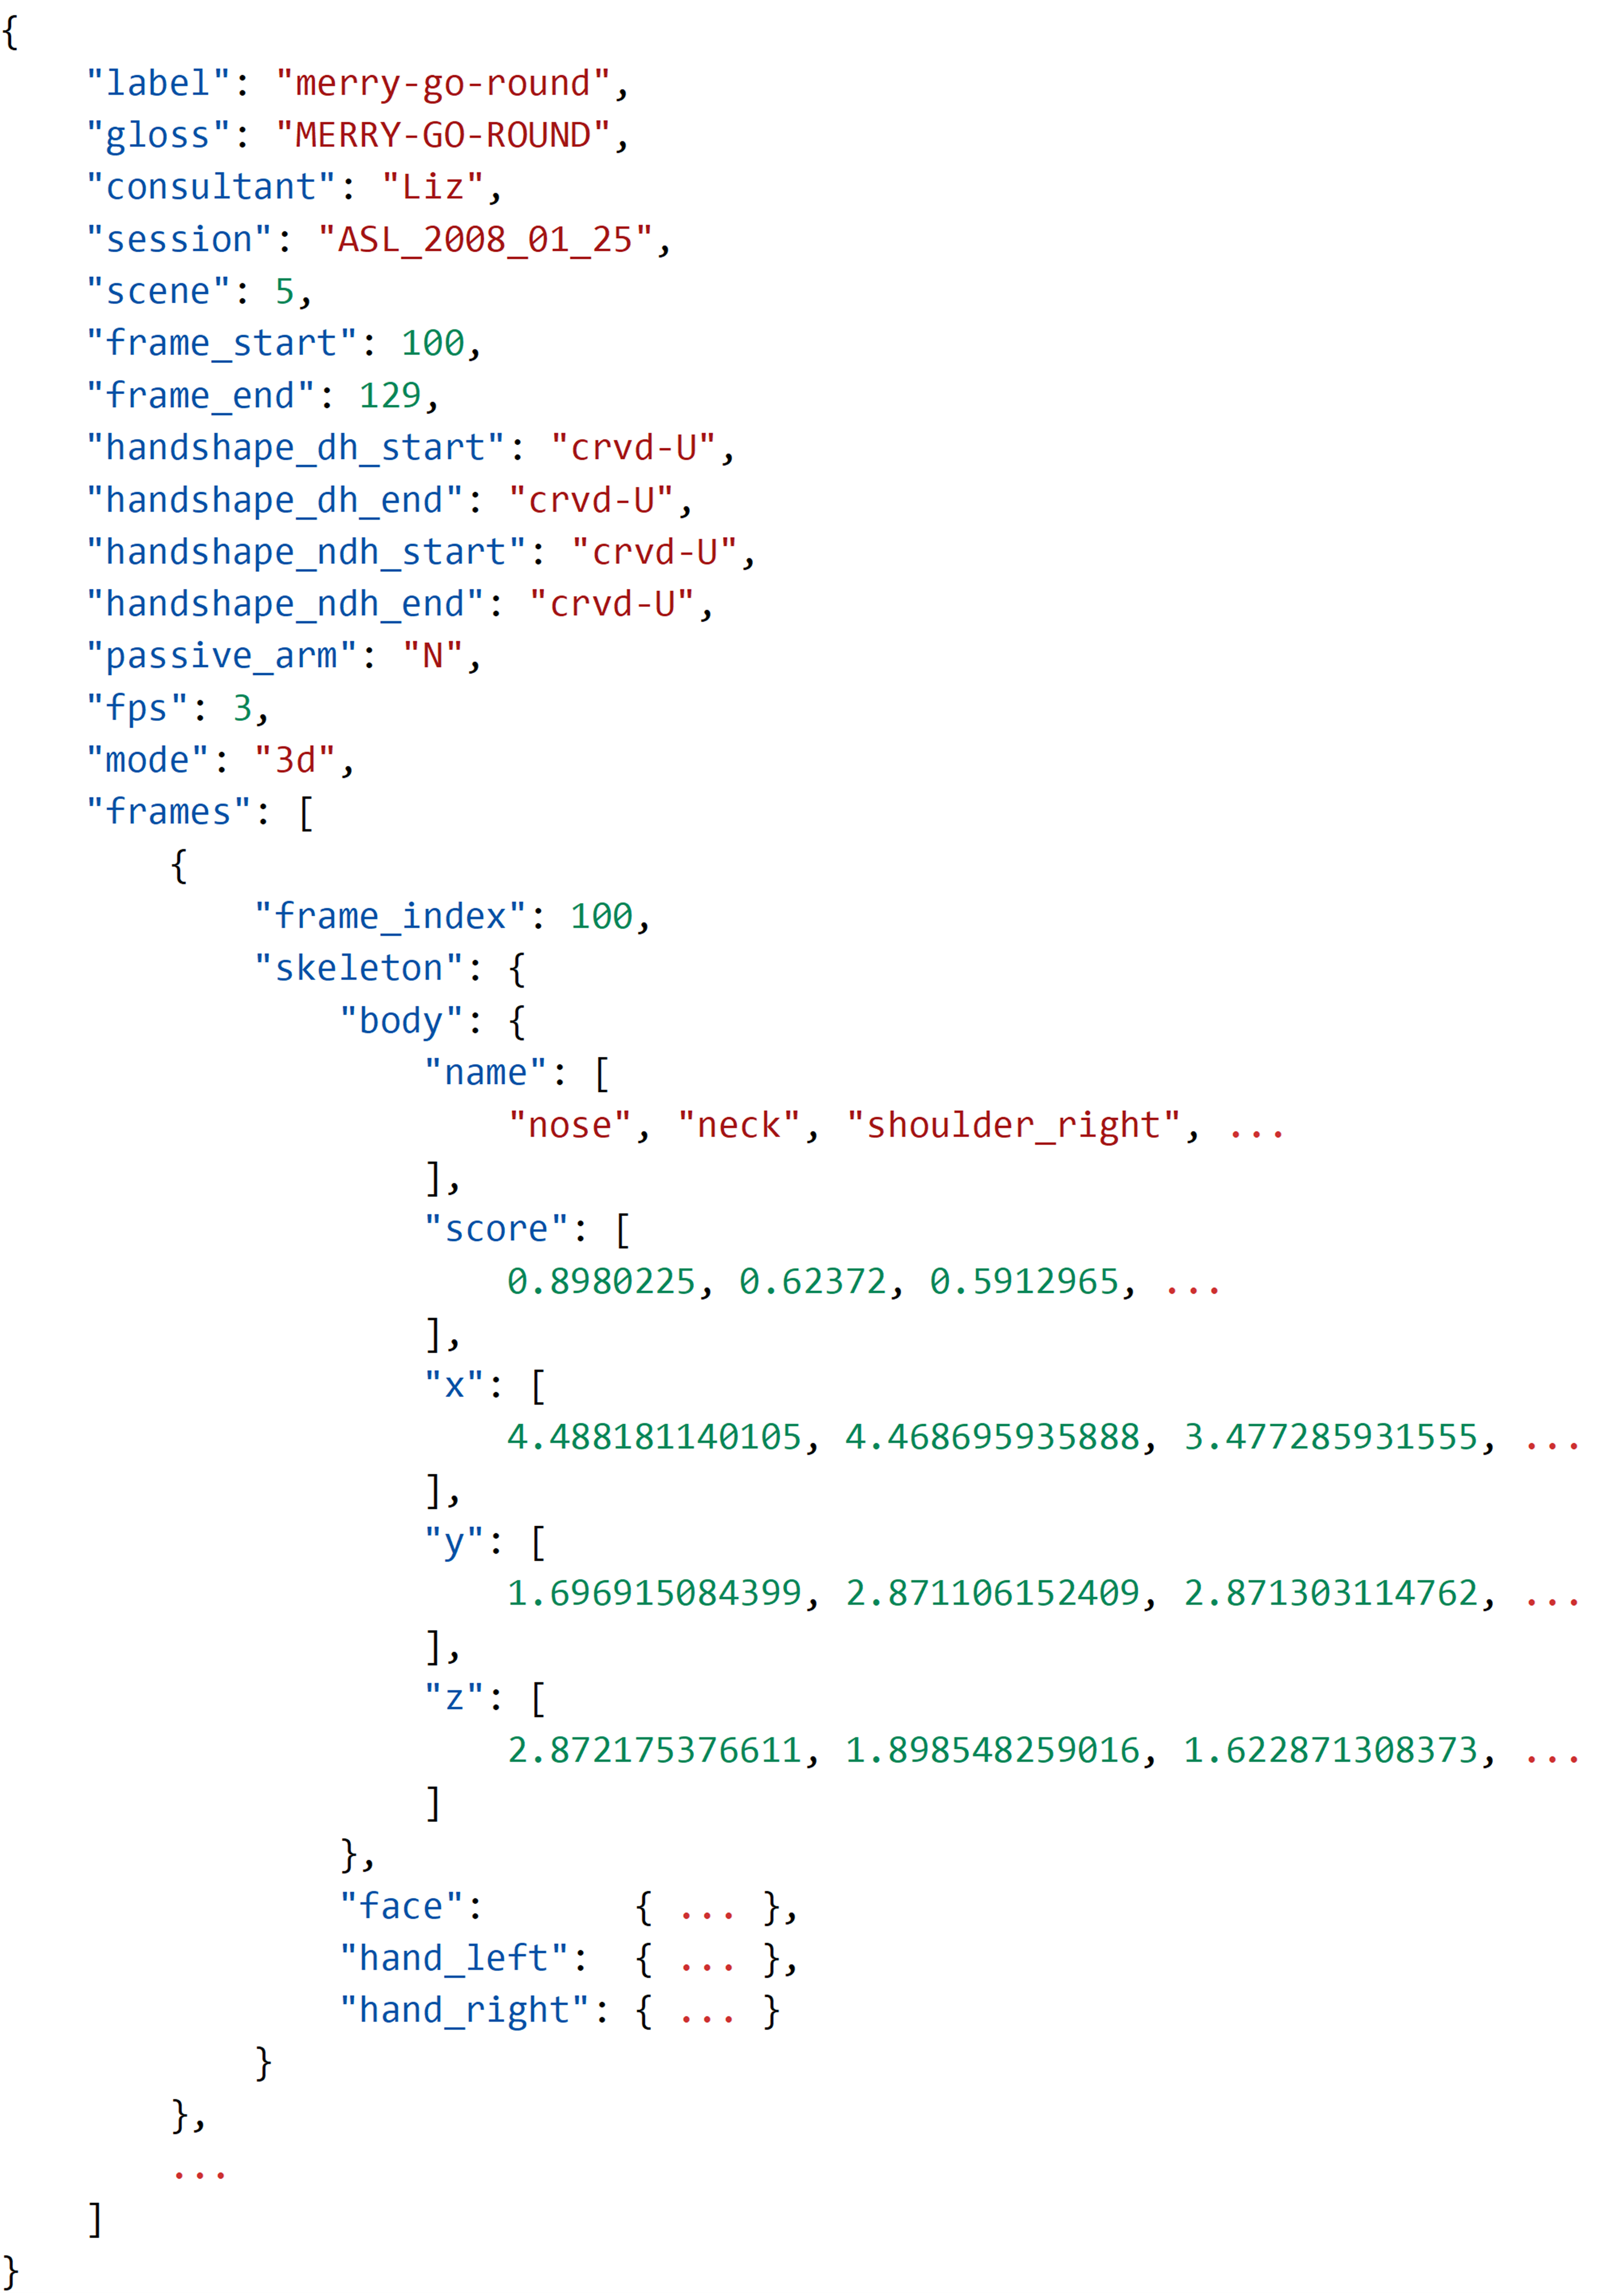 {
    "label": "merry-go-round",
    "gloss": "MERRY-GO-ROUND",
    "consultant": "Liz",
    "session": "ASL_2008_01_25",
    "scene": 5,
    "frame_start": 100,
    "frame_end": 129,
    "handshape_dh_start": "crvd-U",
    "handshape_dh_end": "crvd-U",
    "handshape_ndh_start": "crvd-U",
    "handshape_ndh_end": "crvd-U",
    "passive_arm": "N",
    "fps": 3,
    "mode": "3d",
    "frames": [
        {
            "frame_index": 100,
            "skeleton": {
                "body": {
                    "name": [
                        "nose", "neck", "shoulder_right", ...
                    ],
                    "score": [
                        0.8980225, 0.62372, 0.5912965, ...
                    ],
                    "x": [
                        4.488181140105, 4.468695935888, 3.477285931555, ...
                    ],
                    "y": [
                        1.696915084399, 2.871106152409, 2.871303114762, ...
                    ],
                    "z": [
                        2.872175376611, 1.898548259016, 1.622871308373, ...
                    ]
                },
                "face":       { ... },
                "hand_left":  { ... },
                "hand_right": { ... }
            }
        },
        ...
    ]
}